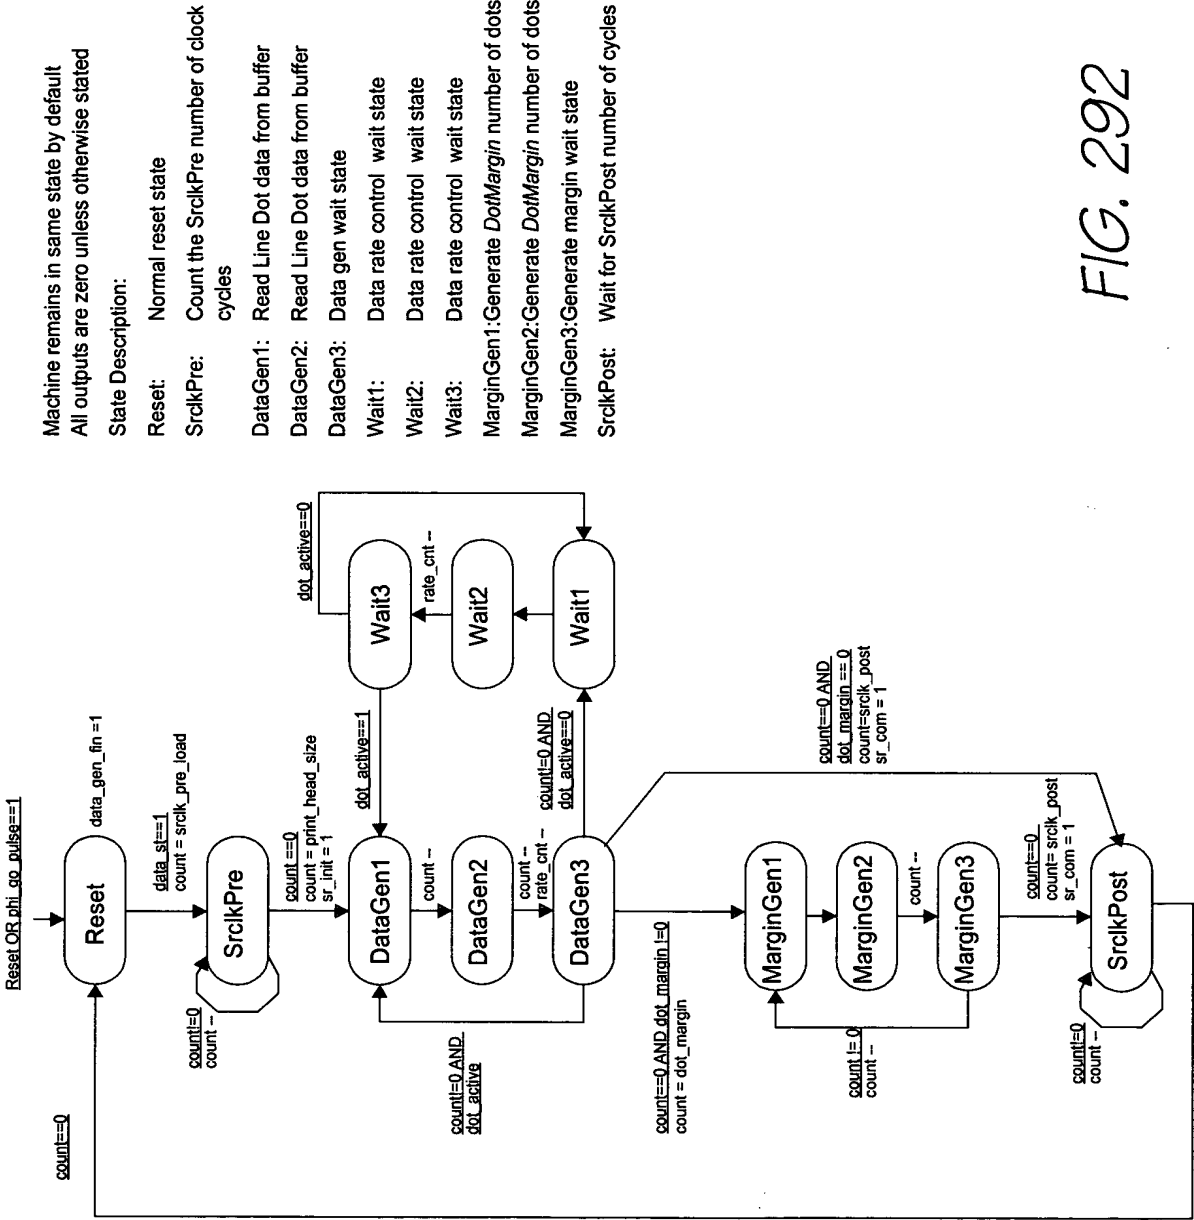 Reset OR phi_go_pulse==1
Reset
data_gen_fin =1
count==0
data_st==1
count = srclk_pre_load
SrclkPre
count!=0
count --
count ==0
count = print_head_size
sr_init = 1
DataGen1
count --
DataGen2
count --
rate_cnt --
DataGen3
count!=0 AND
dot_active
dot_active==1
dot_active==0
Wait3
rate_cnt --
Wait2
Wait1
count!=0 AND
dot_active==0
count==0 AND dot_margin !=0
count = dot_margin
count==0 AND
dot_margin == 0
count=srclk_post
sr_com = 1
MarginGen1
MarginGen2
count --
MarginGen3
count != 0
count --
count==0
count= srclk_post
sr_com = 1
SrclkPost
count!=0
count --
Machine remains in same state by default
All outputs are zero unless otherwise stated
State Description:
Reset: Normal reset state
SrclkPre: Count the SrclkPre number of clock
cycles
DataGen1: Read Line Dot data from buffer
DataGen2: Read Line Dot data from buffer
DataGen3: Data gen wait state
Wait1: Data rate control wait state
Wait2: Data rate control wait state
Wait3: Data rate control wait state
MarginGen1:Generate DotMargin number of dots
MarginGen2:Generate DotMargin number of dots
MarginGen3:Generate margin wait state
SrclkPost: Wait for SrclkPost number of cycles
FIG. 292